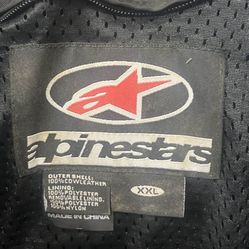 alpinestars
OUTER SHELL:
100%COWLEATHER
LINING:
100%POLYESTER
REMOVABLE LINING:
100%POLYESTER
100%NYLON
MADE IN CHINA
XXL